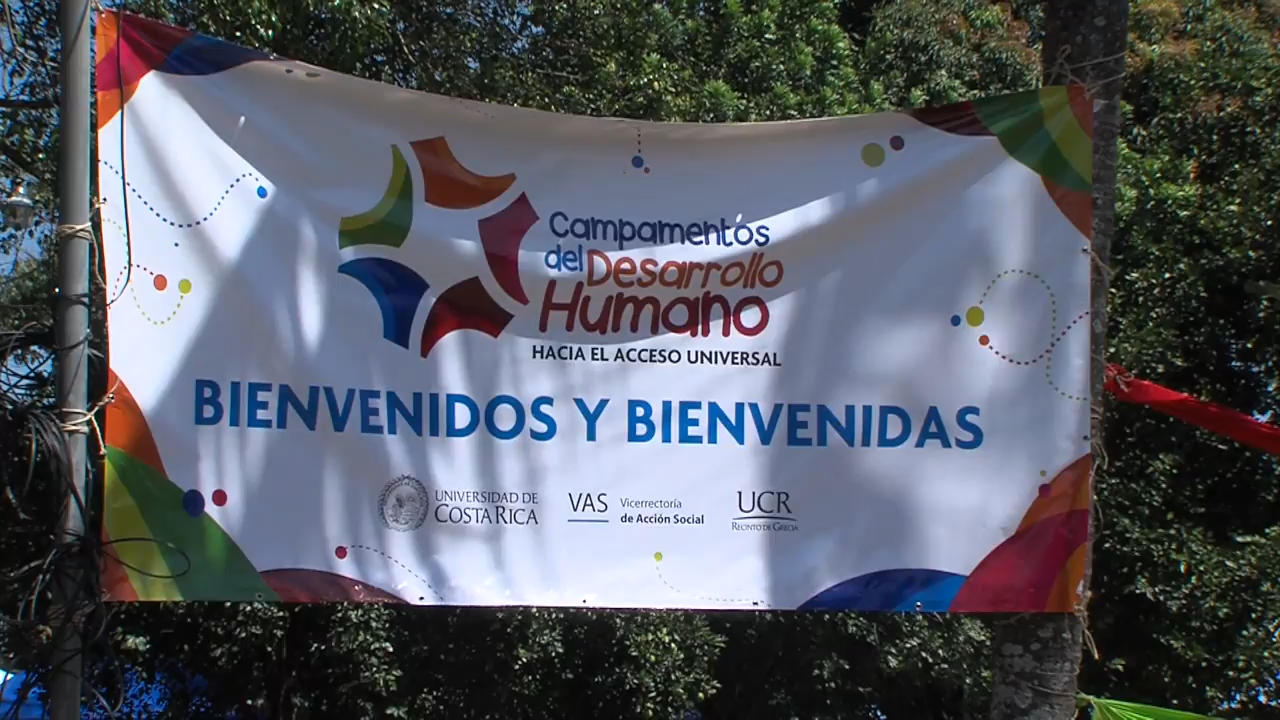 Campamentos
del Desarrollo
Humano
HACIA EL ACCESO UNIVERSAL
BIENVENIDOS Y BIENVENIDAS
UNIVERSIDAD DE
COSTA RICA
VAS
Vicerrectoría
de Acción Social
UCR
RECINTO DE GRECIA